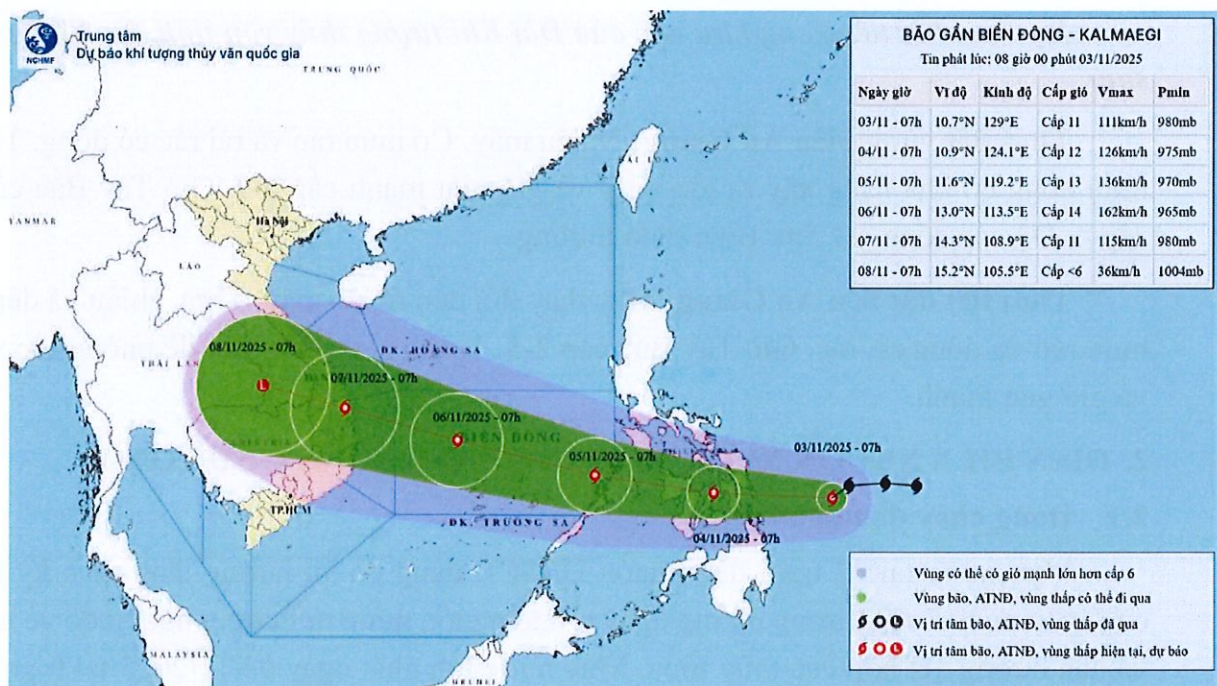 Trung tâm
Dự báo khí tượng thủy văn quốc gia
NCHMF
BÃO GẦN BIỂN ĐÔNG - KALMAEGI
Tin phát lúc: 08 giờ 00 phút 03/11/2025
Ngày giờ Vĩ độ Kinh độ Cấp gió Vmax Pmin
03/11 - 07h 10.7°N 129°E Cấp 11 111km/h 980mb
04/11 - 07h 10.9°N 124.1°E Cấp 12 126km/h 975mb
05/11 - 07h 11.6°N 119.2°E Cấp 13 136km/h 970mb
06/11 - 07h 13.0°N 113.5°E Cấp 14 162km/h 965mb
07/11 - 07h 14.3°N 108.9°E Cấp 11 115km/h 980mb
08/11 - 07h 15.2°N 105.5°E Cấp <6 36km/h 1004mb
TRUNG QUỐC
ĐÀI LOAN
Hà Nội
LÀO
THÁI LAN
ĐK. HOÀNG SA
08/11/2025 - 07h
07/11/2025 - 07h
06/11/2025 - 07h
BIỂN ĐÔNG
05/11/2025 - 07h
03/11/2025 - 07h
04/11/2025 - 07h
TP.HCM
ĐK. TRƯỜNG SA
MALAYSIA
Vùng có thể có gió mạnh lớn hơn cấp 6
Vùng bão, ATNĐ, vùng thấp có thể đi qua
Vị trí tâm bão, ATNĐ, vùng thấp đã qua
Vị trí tâm bão, ATNĐ, vùng thấp hiện tại, dự báo